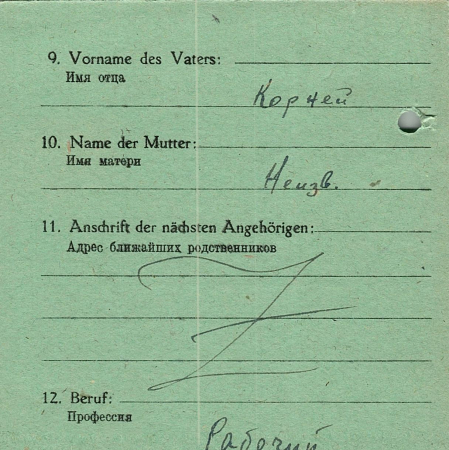 9. Vorname des Vaters:
Имя отца
Корней
10. Name der Mutter:
Имя матери
Неизв.
11. Anschrift der nächsten Angehörigen:
Адрес ближайших родственников
12. Beruf:
Профессия
Рабочий